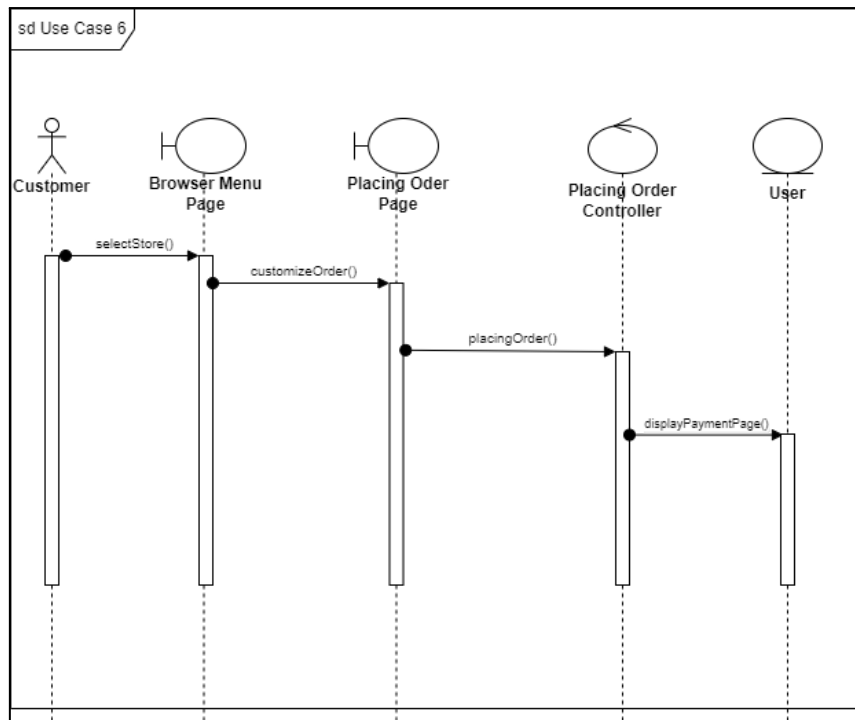 sd Use Case 6
Customer
Browser Menu
Page
Placing Oder
Page
Placing Order
Controller
User
selectStore()
customizeOrder()
placingOrder()
displayPaymentPage()